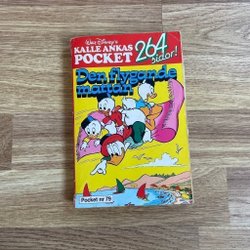 Walt Disney's
KALLE ANKAS
POCKET
264
sidor!
Den flygande
mattan
Pocket nr 75